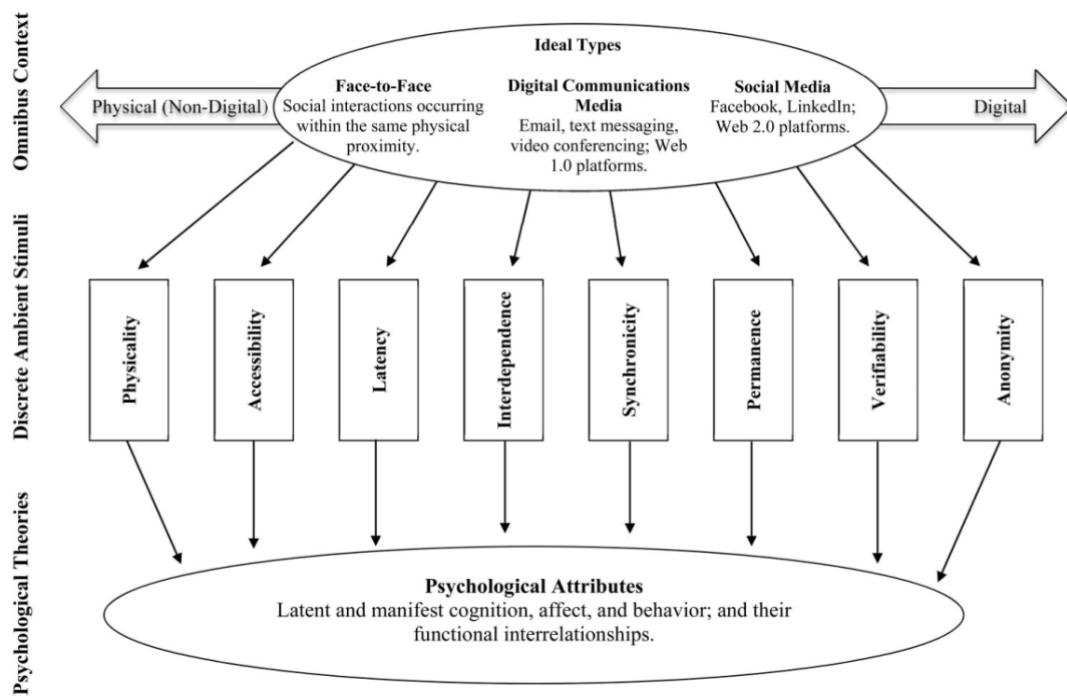 Omnibus Context
Ideal Types
Physical (Non-Digital)
Face-to-Face
Social interactions occurring
within the same physical
proximity.
Digital Communications
Media
Email, text messaging,
video conferencing; Web
1.0 platforms.
Social Media
Facebook, LinkedIn;
Web 2.0 platforms.
Digital
Discrete Ambient Stimuli
Physicality
Accessibility
Latency
Interdependence
Synchronicity
Permanence
Verifiability
Anonymity
Psychological Theories
Psychological Attributes
Latent and manifest cognition, affect, and behavior; and their
functional interrelationships.